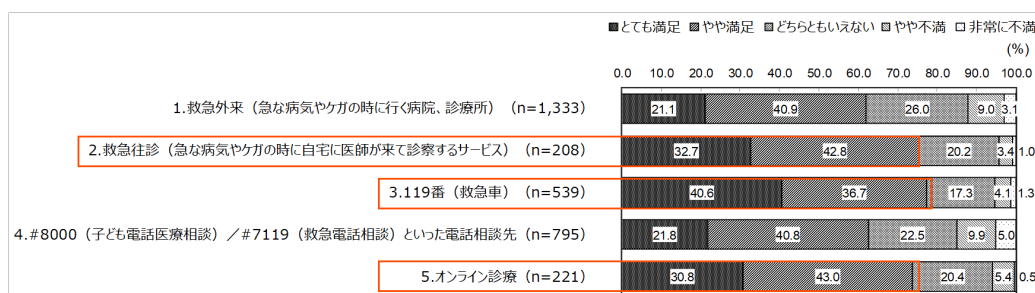 ■とても満足 ▨やや満足 ▨どちらともいえない ▨やや不満 □非常に不満
(%)
0.0 10.0 20.0 30.0 40.0 50.0 60.0 70.0 80.0 90.0 100.0
1.救急外来（急な病気やケガの時に行く病院、診療所）（n=1,333） 21.1 40.9 26.0 9.0 3.1
2.救急往診（急な病気やケガの時に自宅に医師が来て診察するサービス）（n=208） 32.7 42.8 20.2 3.4 1.0
3.119番（救急車）（n=539） 40.6 36.7 17.3 4.1 1.3
4.#8000（子ども電話医療相談）／#7119（救急電話相談）といった電話相談先（n=795） 21.8 40.8 22.5 9.9 5.0
5.オンライン診療（n=221） 30.8 43.0 20.4 5.4 0.5